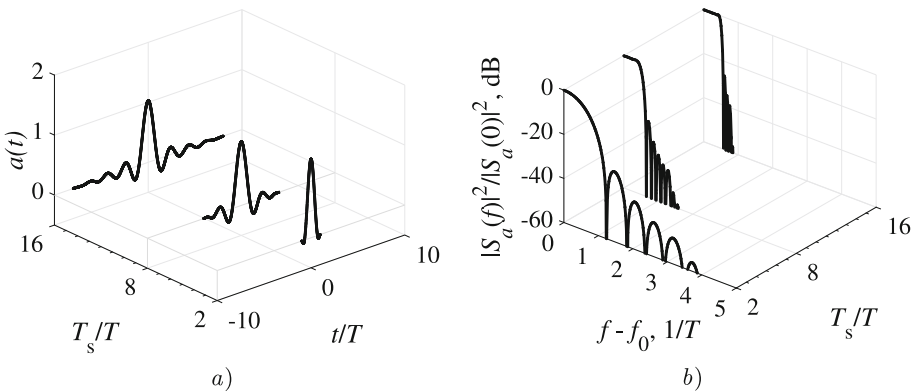 2
1
0
a(t)
16
8
2
T_s/T
-10
0
10
t/T
a)
|S_a(f)|²/|S_a(0)|², dB
0
-20
-40
-60
0
1
2
3
4
5
f - f_0, 1/T
2
8
16
T_s/T
b)